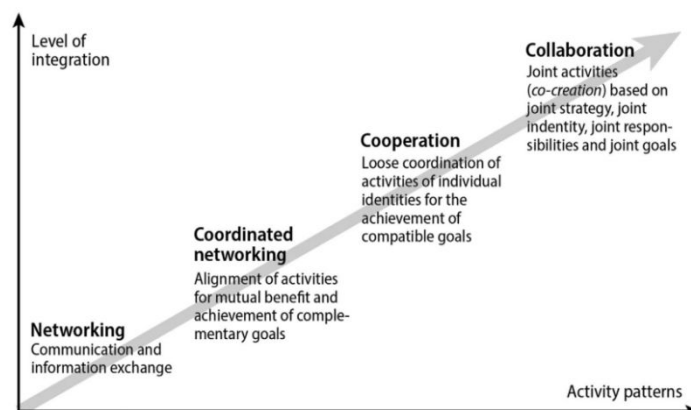 Level of
integration
Collaboration
Joint activities
(co-creation) based on
joint strategy, joint
indentity, joint respon-
sibilities and joint goals
Cooperation
Loose coordination of
activities of individual
identities for the
achievement of
compatible goals
Coordinated
networking
Alignment of activities
for mutual benefit and
achievement of comple-
mentary goals
Networking
Communication and
information exchange
Activity patterns